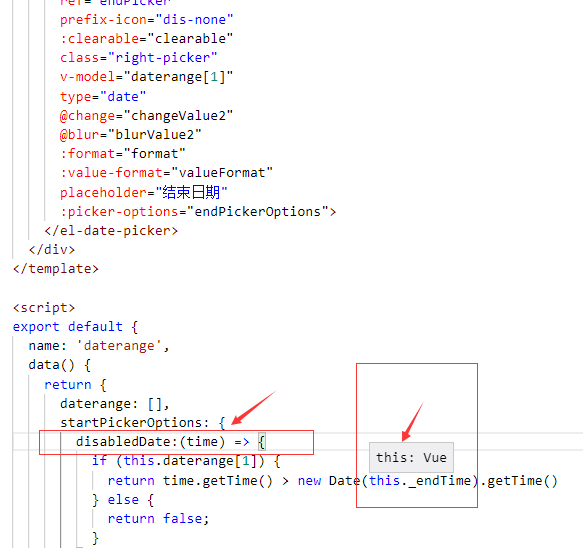 ref="endPicker"
prefix-icon="dis-none"
:clearable="clearable"
class="right-picker"
v-model="daterange[1]"
type="date"
@change="changeValue2"
@blur="blurValue2"
:format="format"
:value-format="valueFormat"
placeholder="结束日期"
:picker-options="endPickerOptions">
</el-date-picker>
</div>
</template>
<script>
export default {
name: 'daterange',
data() {
return {
daterange: [],
startPickerOptions: {
disabledDate:(time) => {
if (this.daterange[1]) {
this: Vue
return time.getTime() > new Date(this._endTime).getTime()
} else {
return false;
}